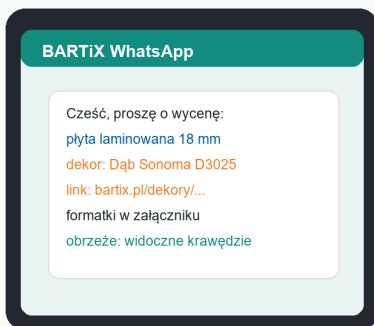 BARTiX WhatsApp
Cześć, proszę o wycenę:
płyta laminowana 18 mm
dekor: Dąb Sonoma D3025
link: bartix.pl/dekory/...
formatki w załączniku
obrzeże: widoczne krawędzie